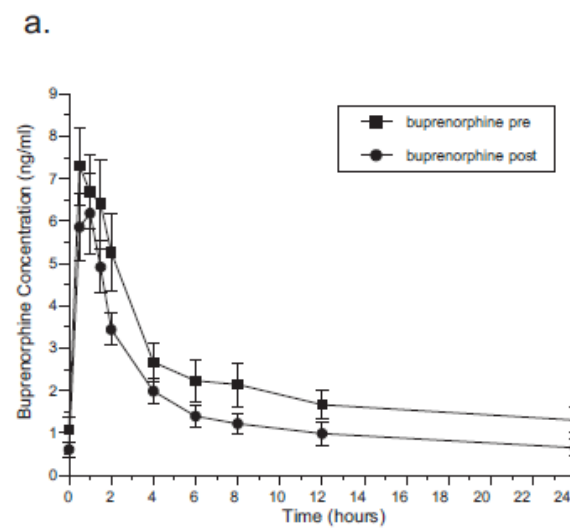 a.
9
8
7
6
5
4
3
2
1
0
Buprenorphine Concentration (ng/ml)
buprenorphine pre
buprenorphine post
0 2 4 6 8 10 12 14 16 18 20 22 24
Time (hours)